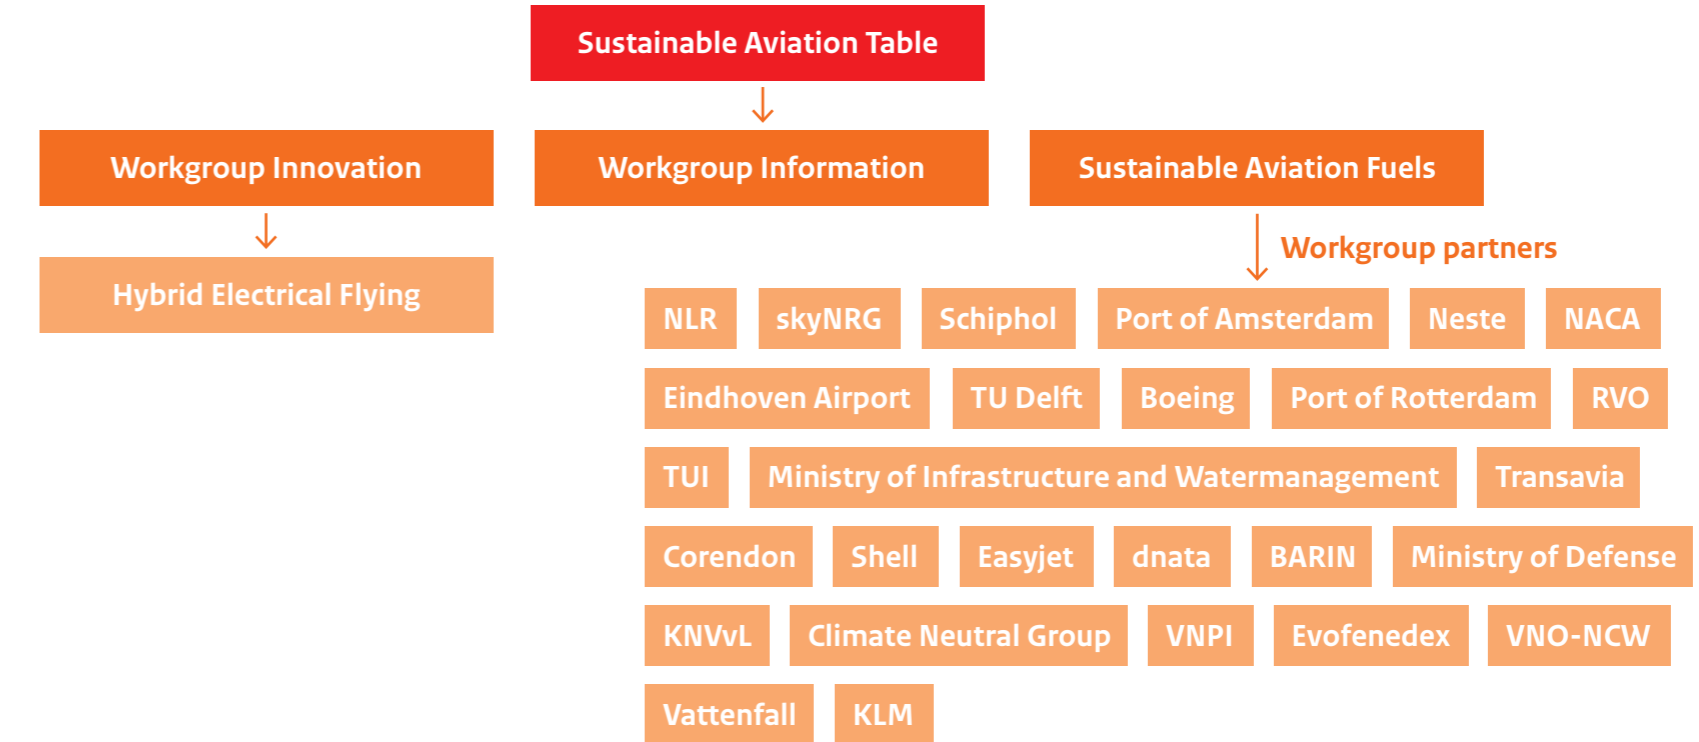 Sustainable Aviation Table
Workgroup Innovation
Workgroup Information
Sustainable Aviation Fuels
Hybrid Electrical Flying
Workgroup partners
NLR
skyNRG
Schiphol
Port of Amsterdam
Neste
NACA
Eindhoven Airport
TU Delft
Boeing
Port of Rotterdam
RVO
TUI
Ministry of Infrastructure and Watermanagement
Transavia
Corendon
Shell
Easyjet
dnata
BARIN
Ministry of Defense
KNVvL
Climate Neutral Group
VNPI
Evofenedex
VNO-NCW
Vattenfall
KLM